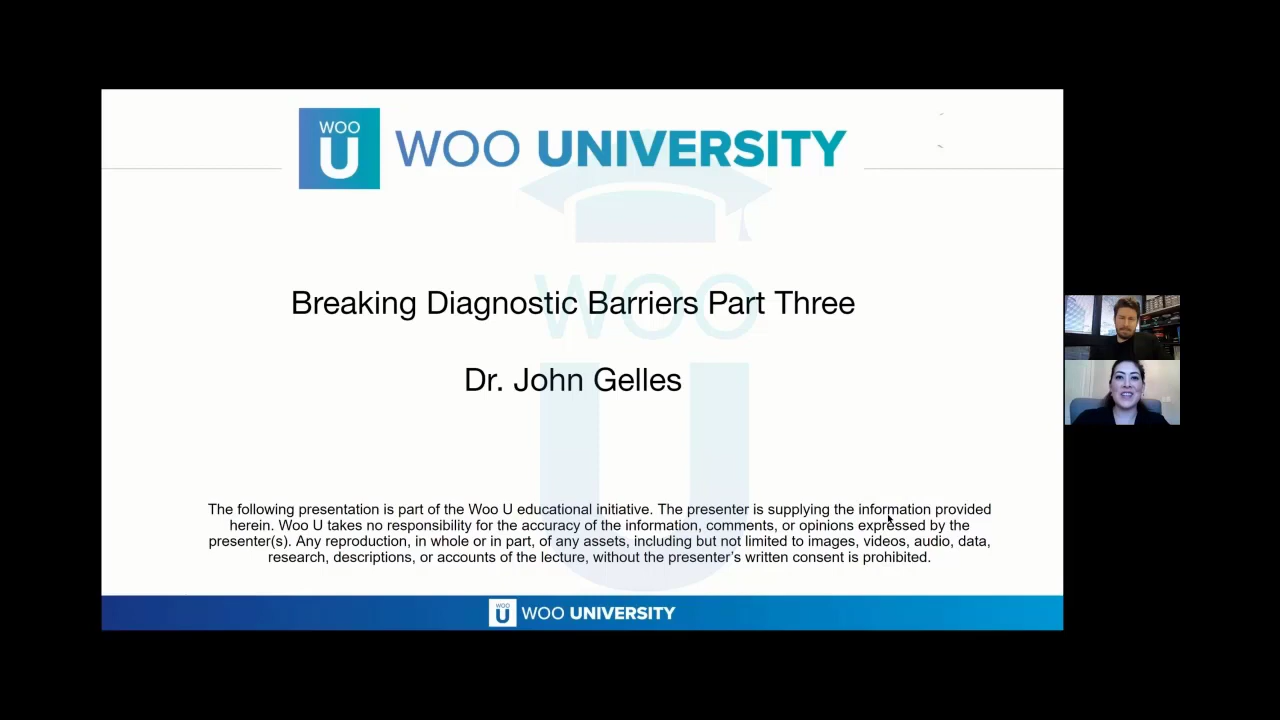 WOO
U
WOO UNIVERSITY
WOO
U
Breaking Diagnostic Barriers Part Three
Dr. John Gelles
The following presentation is part of the Woo U educational initiative. The presenter is supplying the information provided
herein. Woo U takes no responsibility for the accuracy of the information, comments, or opinions expressed by the
presenter(s). Any reproduction, in whole or in part, of any assets, including but not limited to images, videos, audio, data,
research, descriptions, or accounts of the lecture, without the presenter's written consent is prohibited.
WOO
U
WOO UNIVERSITY